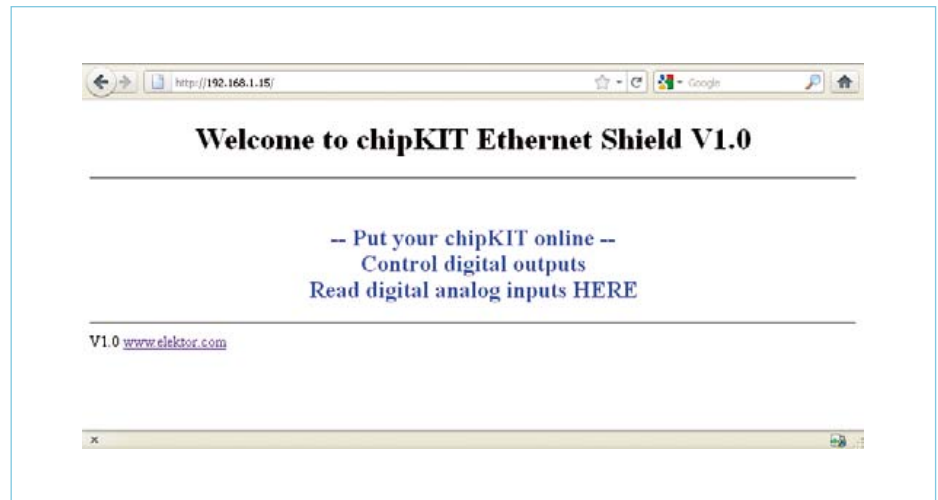 http://192.168.1.15/ Google
Welcome to chipKIT Ethernet Shield V1.0
-- Put your chipKIT online --
Control digital outputs
Read digital analog inputs HERE
V1.0 www.elektor.com
x